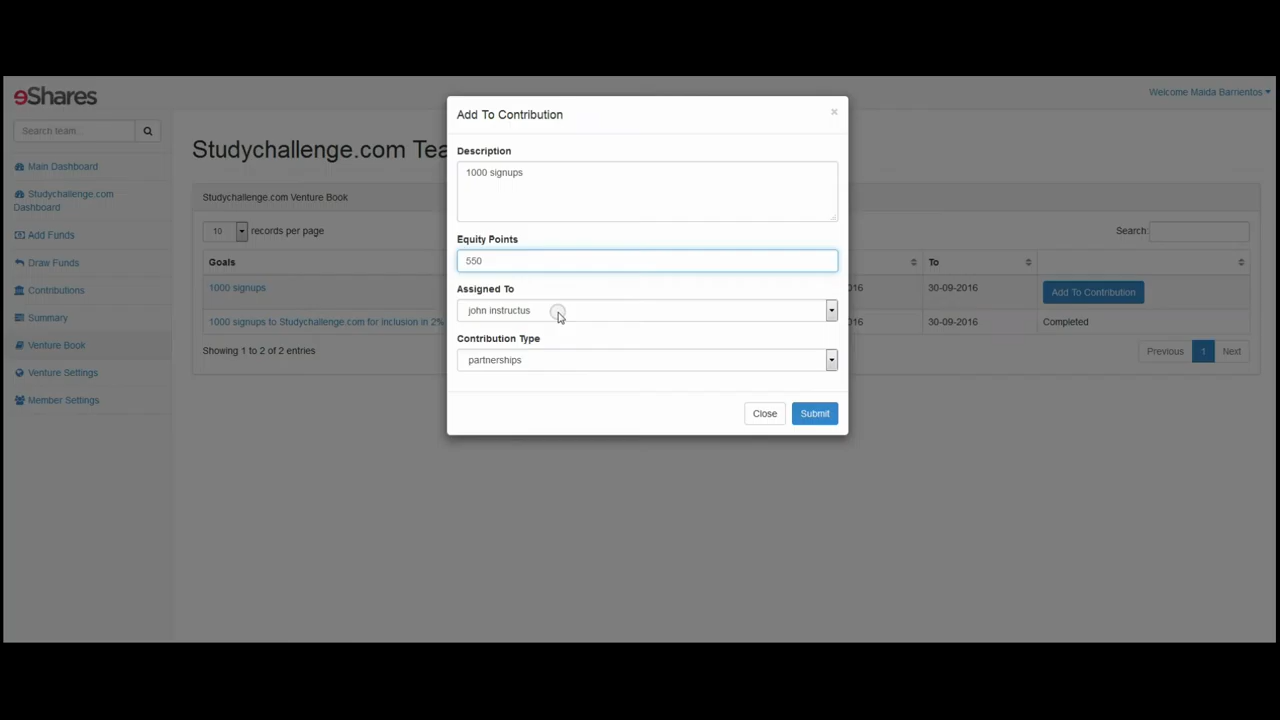 eShares
Welcome Maida Barrientos
Search team...
Main Dashboard
Studychallenge.com
Dashboard
Add Funds
Draw Funds
Contributions
Summary
Venture Book
Venture Settings
Member Settings
Studychallenge.com Tea
Studychallenge.com Venture Book
10 records per page
Search:
Goals
To
1000 signups
016
30-09-2016
Add To Contribution
1000 signups to Studychallenge.com for inclusion in 2%
016
30-09-2016
Completed
Showing 1 to 2 of 2 entries
Previous 1 Next
Add To Contribution
×
Description
1000 signups
Equity Points
550
Assigned To
john instructus
Contribution Type
partnerships
Close
Submit